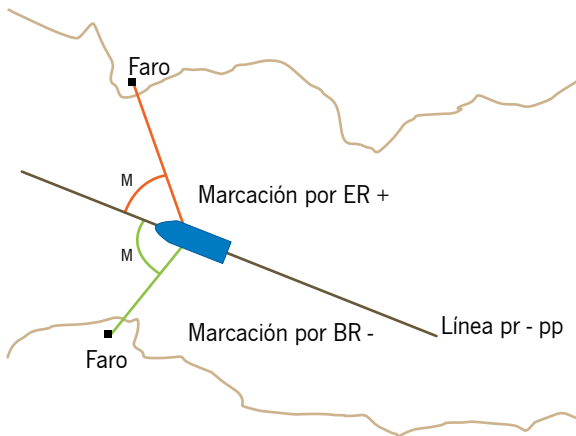 Faro
M
Marcación por ER +
M
Marcación por BR -
Línea pr - pp
Faro